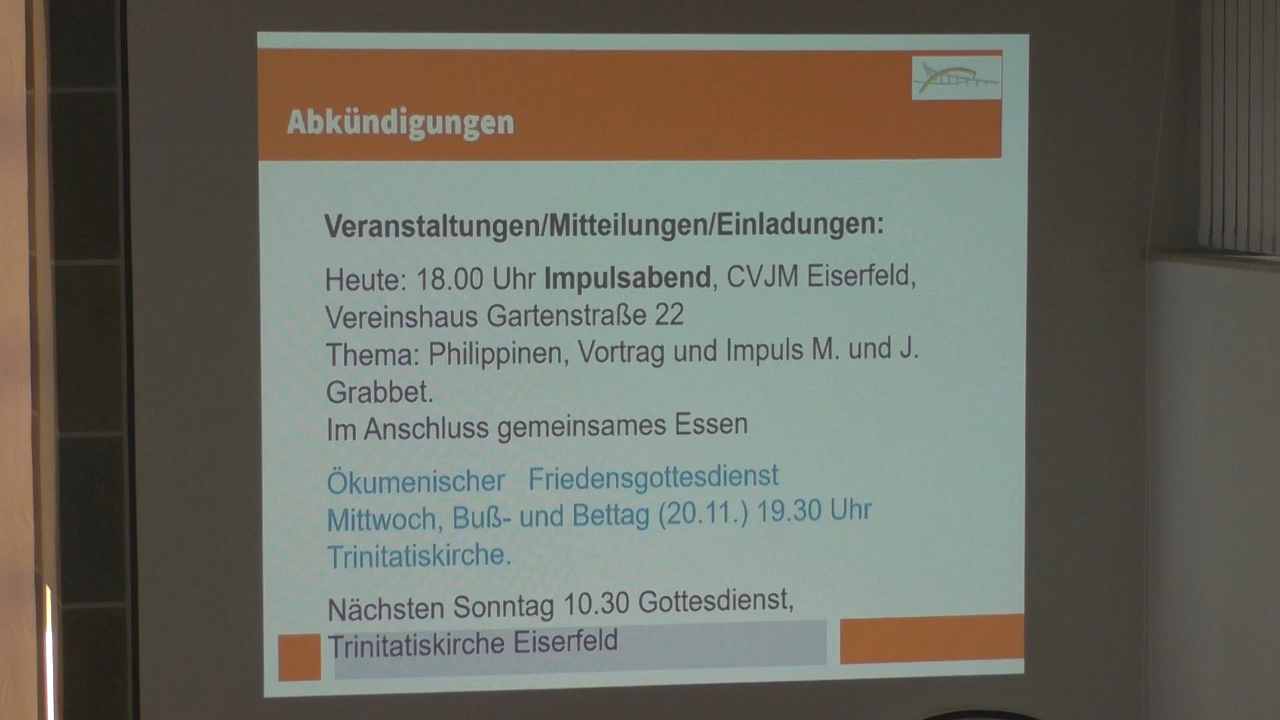 Abkündigungen
Veranstaltungen/Mitteilungen/Einladungen:
Heute: 18.00 Uhr Impulsabend, CVJM Eiserfeld,
Vereinshaus Gartenstraße 22
Thema: Philippinen, Vortrag und Impuls M. und J.
Grabbet.
Im Anschluss gemeinsames Essen
Ökumenischer Friedensgottesdienst
Mittwoch, Buß- und Bettag (20.11.) 19.30 Uhr
Trinitatiskirche.
Nächsten Sonntag 10.30 Gottesdienst,
Trinitatiskirche Eiserfeld